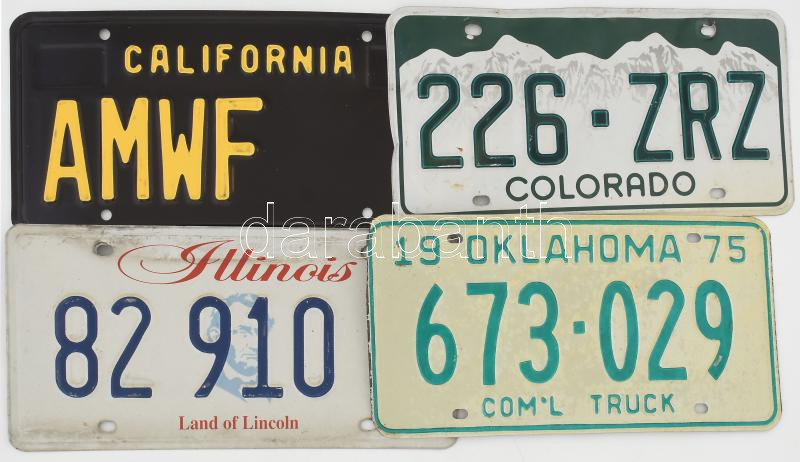 CALIFORNIA
AMWF
226·ZRZ
COLORADO
Illinois
82 910
Land of Lincoln
19 OKLAHOMA 75
673·029
COM'L TRUCK
darabanth